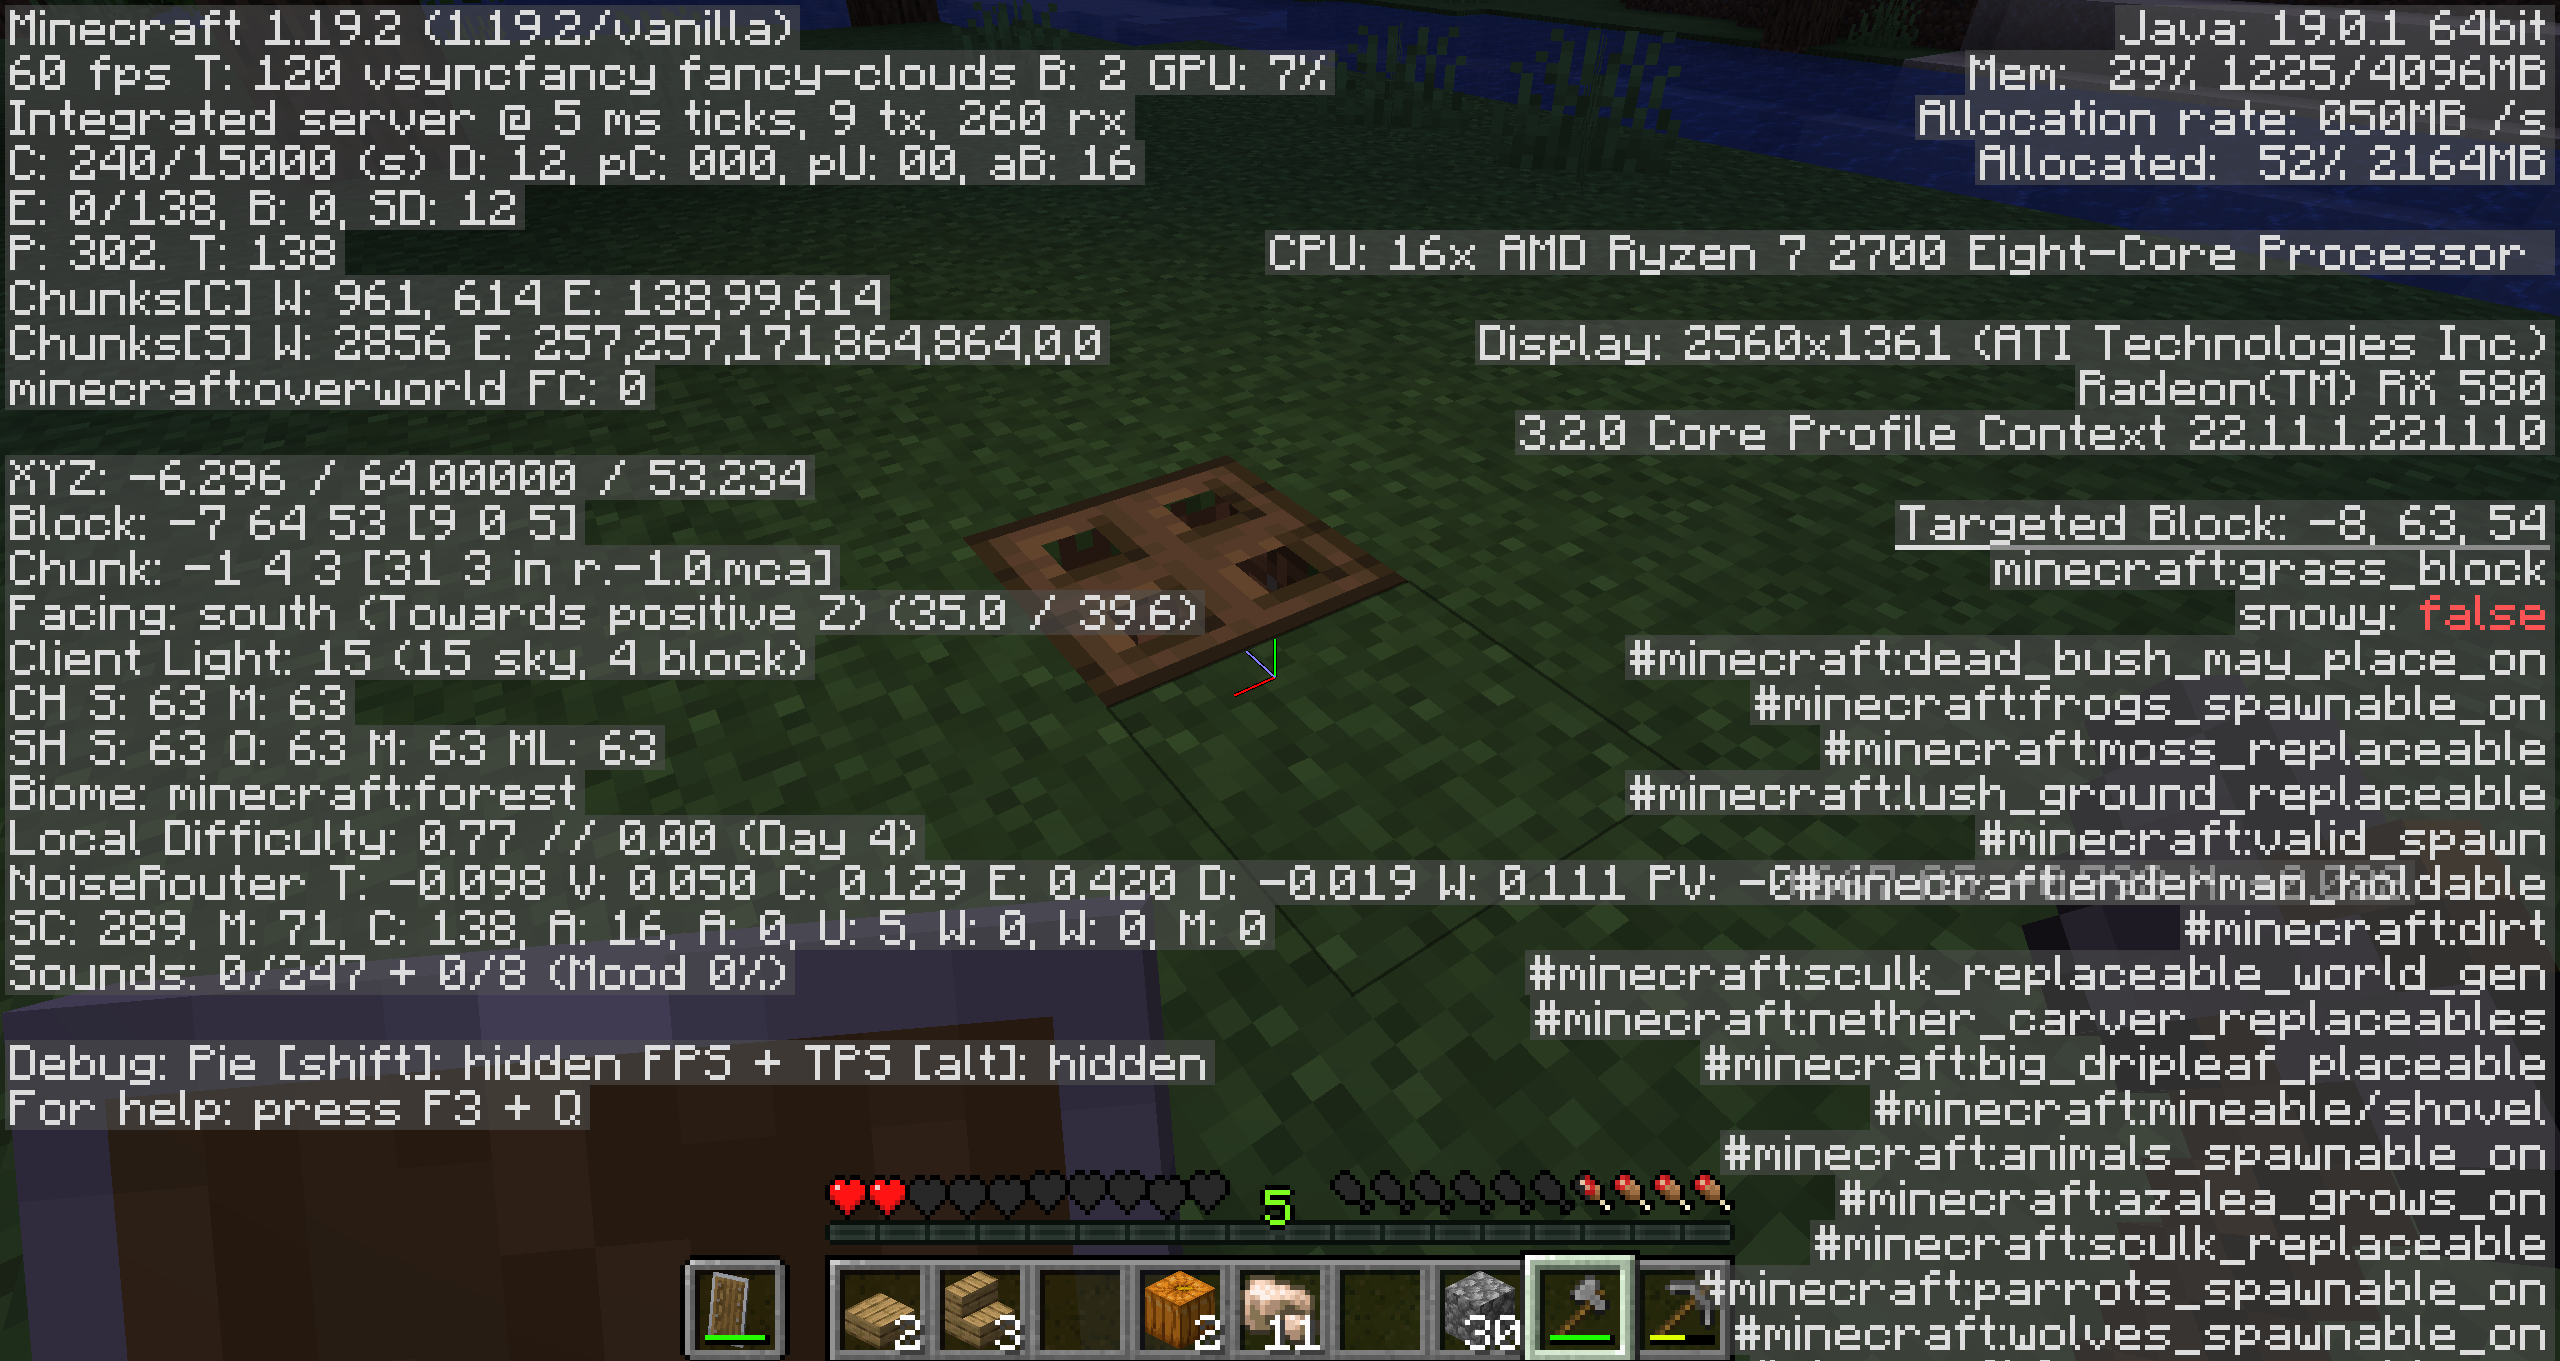 Minecraft 1.19.2 (1.19.2/vanilla)
60 fps T: 120 vsyncfancy fancy-clouds B: 2 GPU: 7%
Integrated server @ 5 ms ticks, 9 tx, 260 rx
C: 240/15000 (s) D: 12, pC: 000, pU: 00, aB: 16
E: 0/138, B: 0, SD: 12
P: 302. T: 138
Chunks[C] W: 961, 614 E: 138,99,614
Chunks[S] W: 2856 E: 257,257,171,864,864,0,0
minecraft:overworld FC: 0
XYZ: -6.296 / 64.00000 / 53.234
Block: -7 64 53 [9 0 5]
Chunk: -1 4 3 [31 3 in r.-1.0.mca]
Facing: south (Towards positive Z) (35.0 / 39.6)
Client Light: 15 (15 sky, 4 block)
CH S: 63 M: 63
SH S: 63 O: 63 M: 63 ML: 63
Biome: minecraft:forest
Local Difficulty: 0.77 // 0.00 (Day 4)
NoiseRouter T: -0.098 V: 0.050 C: 0.129 E: 0.420 D: -0.019 W: 0.111 PV:
SC: 289, M: 71, C: 138, A: 16, A: 0, U: 5, W: 0, W: 0, M: 0
Sounds: 0/247 + 0/8 (Mood 0%)
Debug: Pie [shift]: hidden FPS + TPS [alt]: hidden
For help: press F3 + Q
Java: 19.0.1 64bit
Mem: 29% 1225/4096MB
Allocation rate: 050MB /s
Allocated: 52% 2164MB
CPU: 16x AMD Ryzen 7 2700 Eight-Core Processor
Display: 2560x1361 (ATI Technologies Inc.)
Radeon(TM) RX 580
3.2.0 Core Profile Context 22.11.1.221110
Targeted Block: -8, 63, 54
minecraft:grass_block
snowy: false
#minecraft:dead_bush_may_place_on
#minecraft:frogs_spawnable_on
#minecraft:moss_replaceable
#minecraft:lush_ground_replaceable
#minecraft:valid_spawn
#minecraft:enderman_holdable
#minecraft:dirt
#minecraft:sculk_replaceable_world_gen
#minecraft:nether_carver_replaceables
#minecraft:big_dripleaf_placeable
#minecraft:mineable/shovel
#minecraft:animals_spawnable_on
#minecraft:azalea_grows_on
#minecraft:sculk_replaceable
#minecraft:parrots_spawnable_on
#minecraft:wolves_spawnable_on
5
2 3 2 11 30